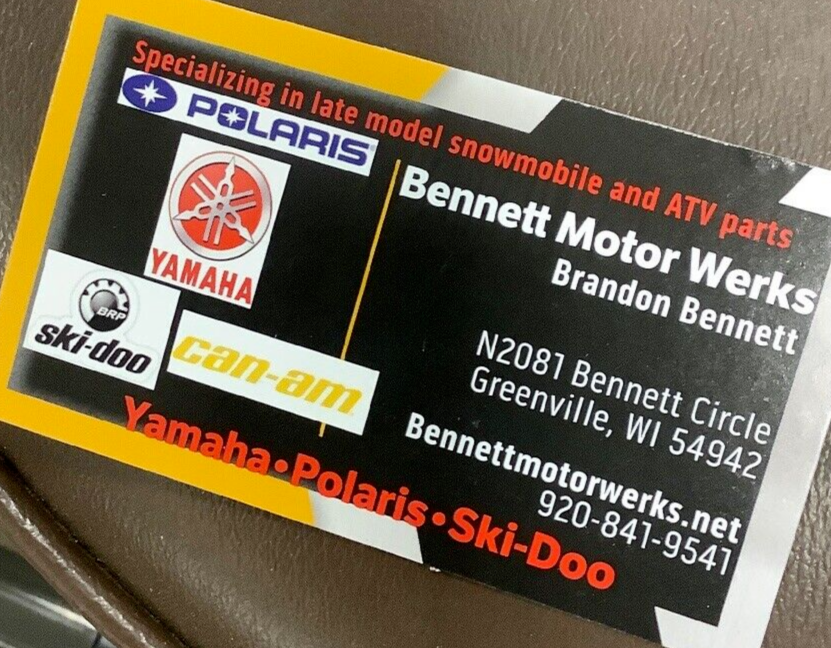 Specializing in late model snowmobile and ATV parts
POLARIS
YAMAHA
BRP
ski-doo
can-am
Bennett Motor Werks
Brandon Bennett
N2081 Bennett Circle
Greenville, WI 54942
Bennettmotorwerks.net
920-841-9541
Yamaha•Polaris•Ski-Doo